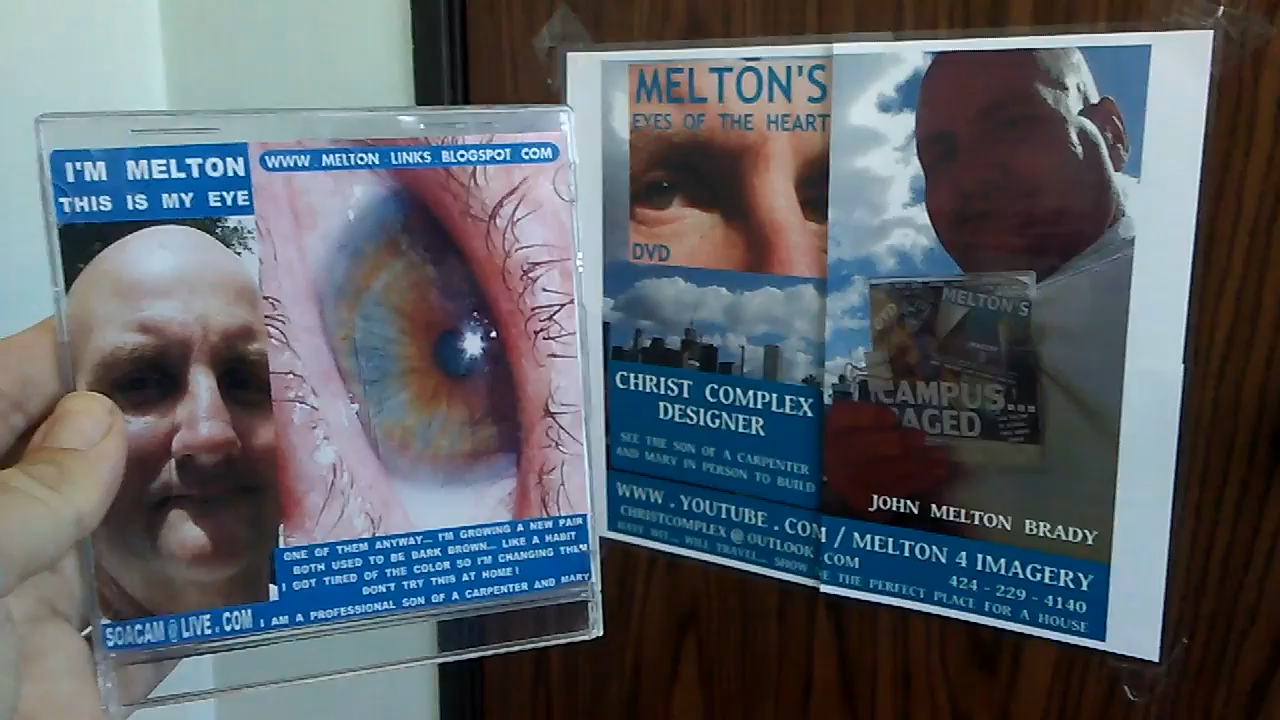 I'M MELTON
THIS IS MY EYE
WWW . MELTON - LINKS . BLOGSPOT COM
ONE OF THEM ANYWAY... I'M GROWING A NEW PAIR
BOTH USED TO BE DARK BROWN... LIKE A HABIT
I GOT TIRED OF THE COLOR SO I'M CHANGING THEM
DON'T TRY THIS AT HOME!
SOACAM @ LIVE . COM
I AM A PROFESSIONAL SON OF A CARPENTER AND MARY
MELTON'S
EYES OF THE HEART
DVD
CHRIST COMPLEX
DESIGNER
SEE THE SON OF A CARPENTER
AND MARY IN PERSON TO BUILD
DVD
MELTON'S
CAMPUS...
JOHN MELTON BRADY
WWW . YOUTUBE . COM / MELTON 4 IMAGERY
CHRISTCOMPLEX @ OUTLOOK COM
424 - 229 - 4140
WILL TRAVEL... SHOW THE PERFECT PLACE FOR A HOUSE